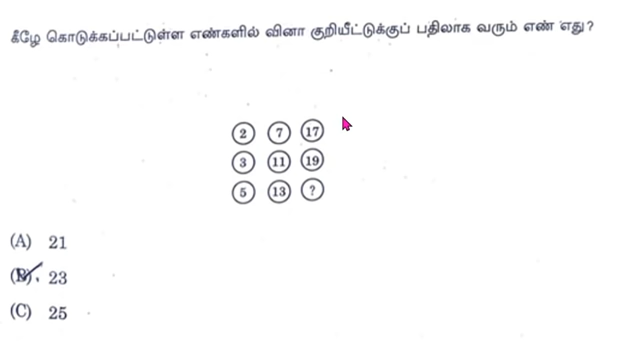 கீழே கொடுக்கப்பட்டுள்ள எண்களில் வினா குறியீட்டுக்குப் பதிலாக வரும் எண் எது?
2 7 17
3 11 19
5 13 ?
(A) 21
(B) 23
(C) 25